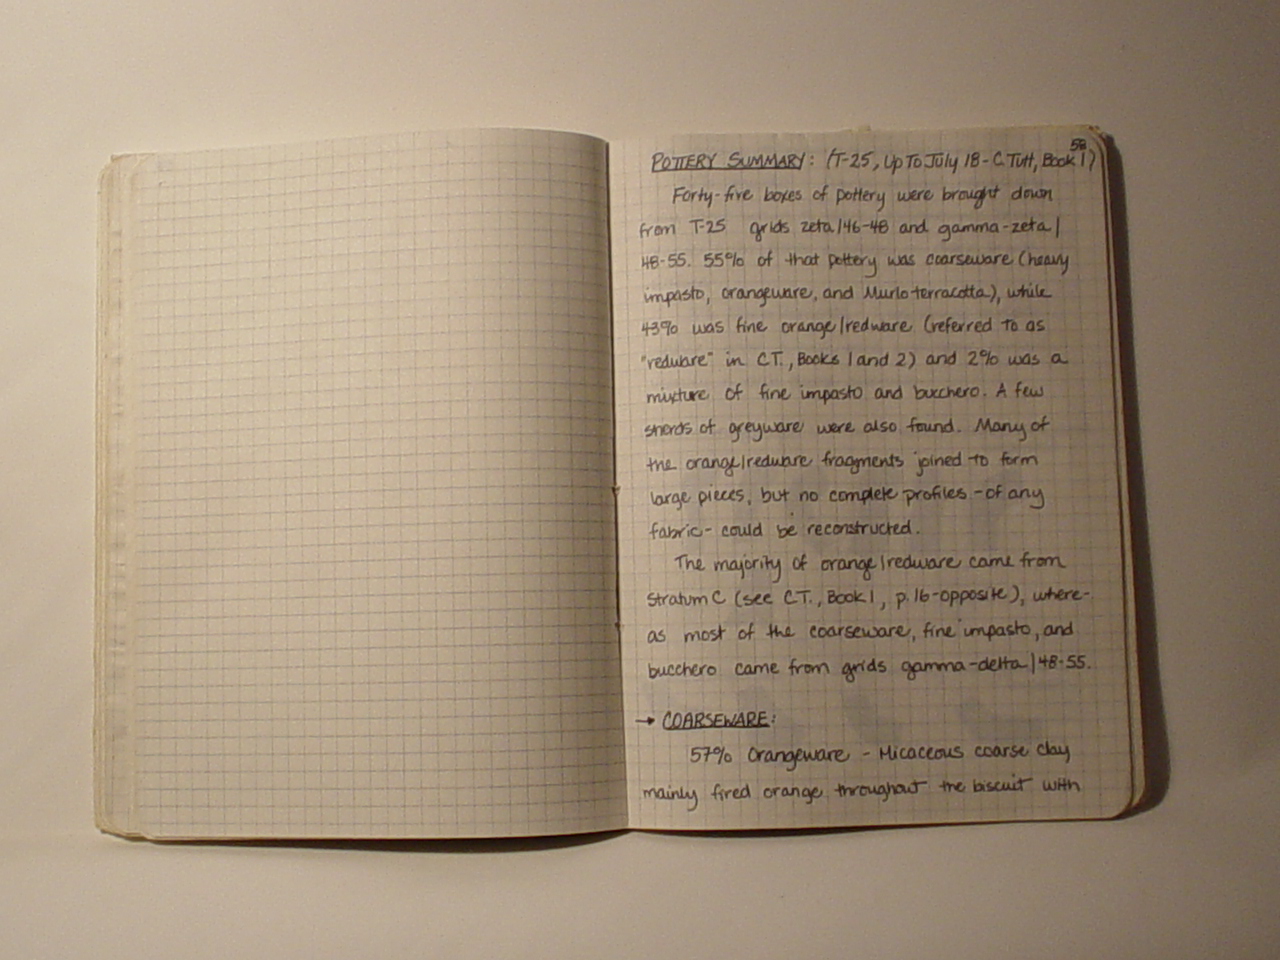 58
POTTERY SUMMARY: (T-25, Up To July 18 - C. Tutt, Book 1)
Forty-five boxes of pottery were brought down
from T-25 grids zeta/46-48 and gamma-zeta/
48-55. 55% of that pottery was coarseware (heavy
impasto, orangeware, and Murlo terracotta), while
43% was fine orange/redware (referred to as
"redware" in C.T., Books 1 and 2) and 2% was a
mixture of fine impasto and bucchero. A few
sherds of greyware were also found. Many of
the orange/redware fragments joined to form
large pieces, but no complete profiles - of any
fabric - could be reconstructed.
The majority of orange/redware came from
Stratum C (see C.T., Book 1, p. 16-opposite), where-
as most of the coarseware, fine impasto, and
bucchero came from grids gamma-delta/48-55.
→ COARSEWARE:
57% Orangeware - Micaceous coarse clay
mainly fired orange throughout the biscuit with